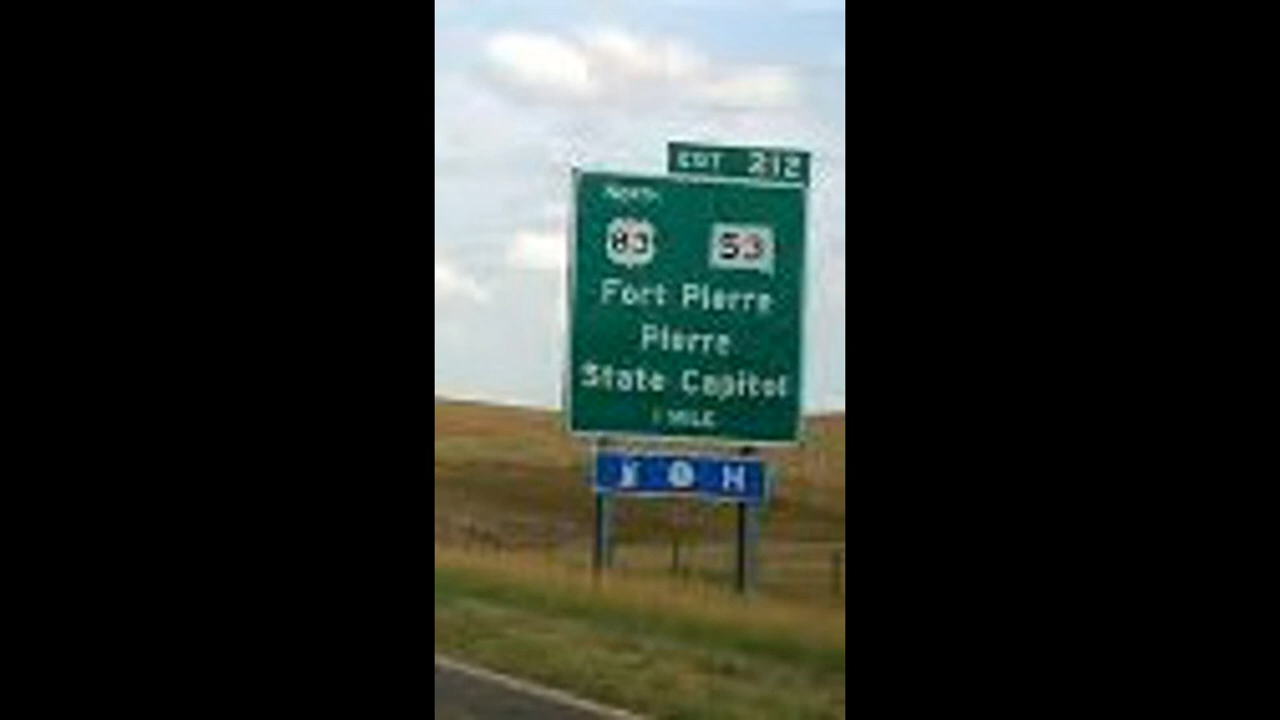 EXIT 212
North
83 53
Fort Pierre
Pierre
State Capitol
1 MILE
H